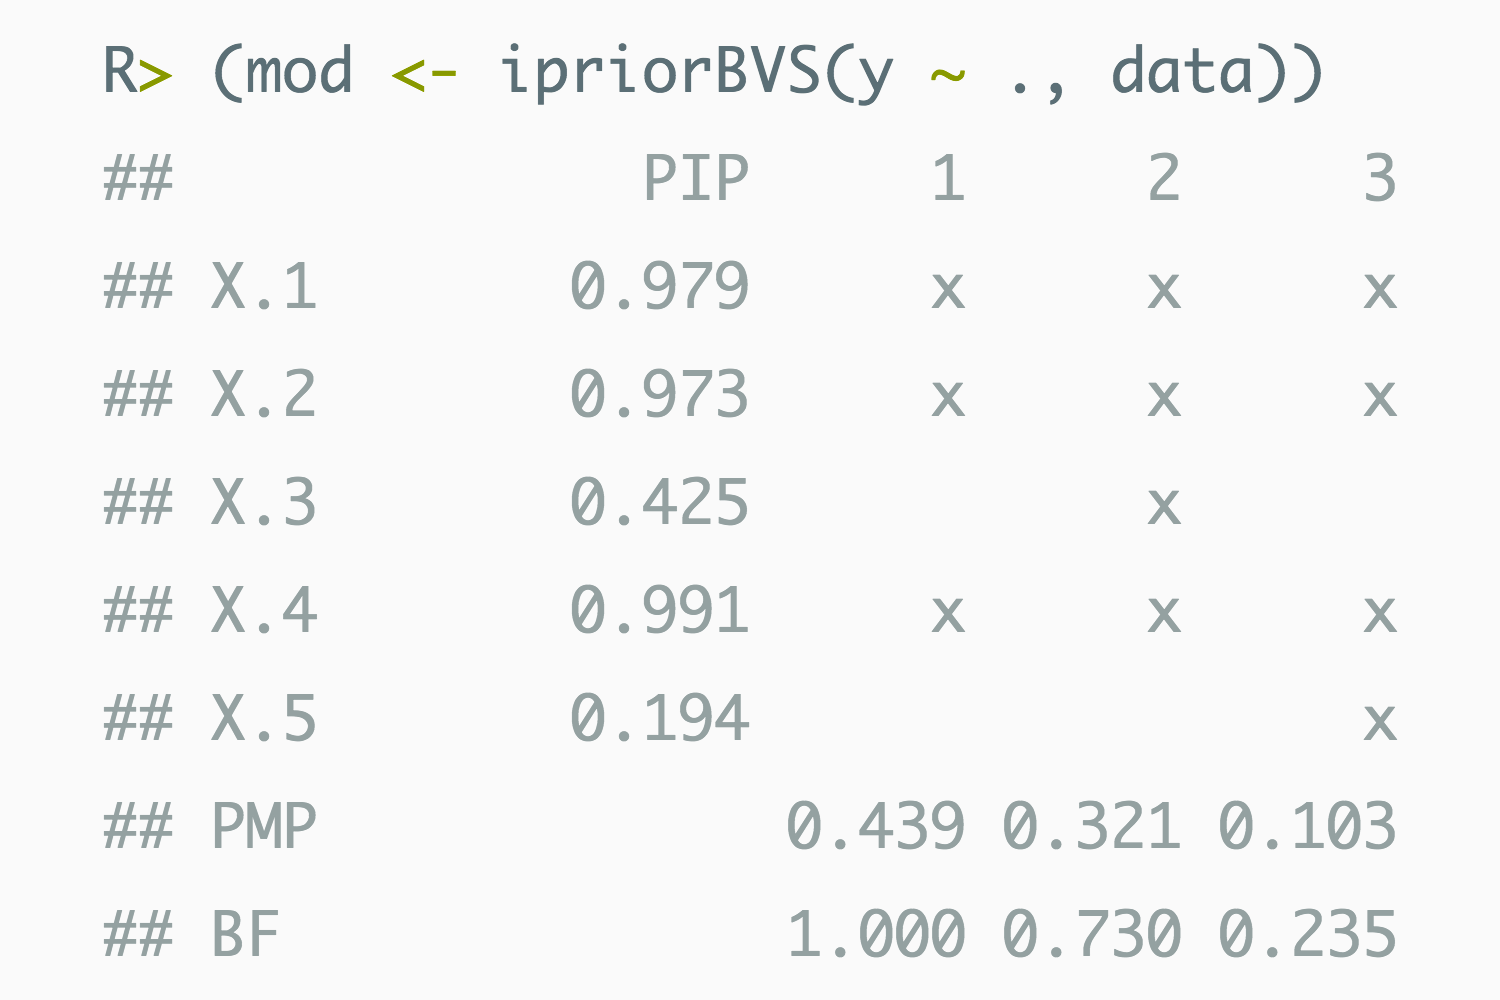 R> (mod <- ipriorBVS(y ~ ., data))
##             PIP     1     2     3
## X.1       0.979     x     x     x
## X.2       0.973     x     x     x
## X.3       0.425           x
## X.4       0.991     x     x     x
## X.5       0.194                 x
## PMP             0.439 0.321 0.103
## BF              1.000 0.730 0.235